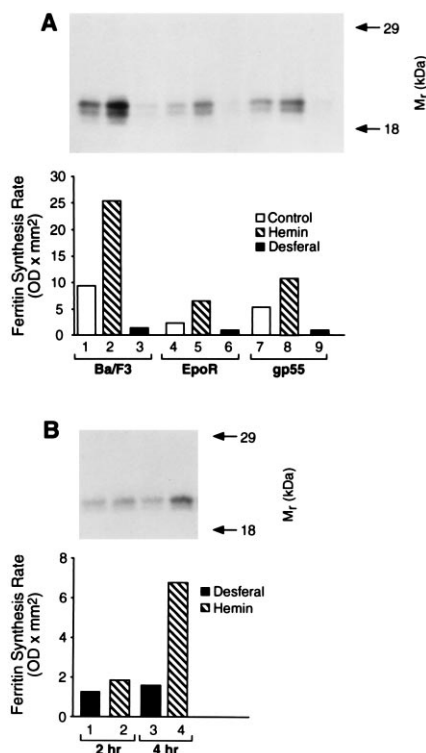 A
29
18
Mr (kDa)
Ferritin Synthesis Rate
(OD x mm2)
30
25
20
15
10
5
0
Control
Hemin
Desferal
1 2 3 4 5 6 7 8 9
Ba/F3 EpoR gp55
B
29
18
Mr (kDa)
Ferritin Synthesis Rate
(OD x mm2)
8
6
4
2
0
Desferal
Hemin
1 2 3 4
2 hr 4 hr